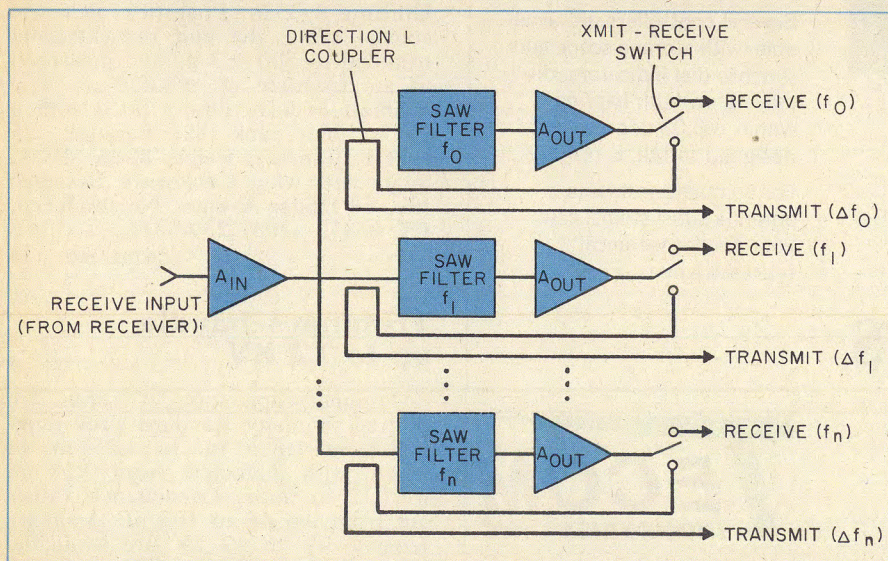 DIRECTION L
COUPLER
XMIT-RECEIVE
SWITCH
SAW
FILTER
f0
AOUT
RECEIVE (f0)
TRANSMIT (Δf0)
AIN
RECEIVE INPUT
(FROM RECEIVER)
SAW
FILTER
f1
AOUT
RECEIVE (f1)
TRANSMIT (Δf1
SAW
FILTER
fn
AOUT
RECEIVE (fn)
TRANSMIT (Δfn)